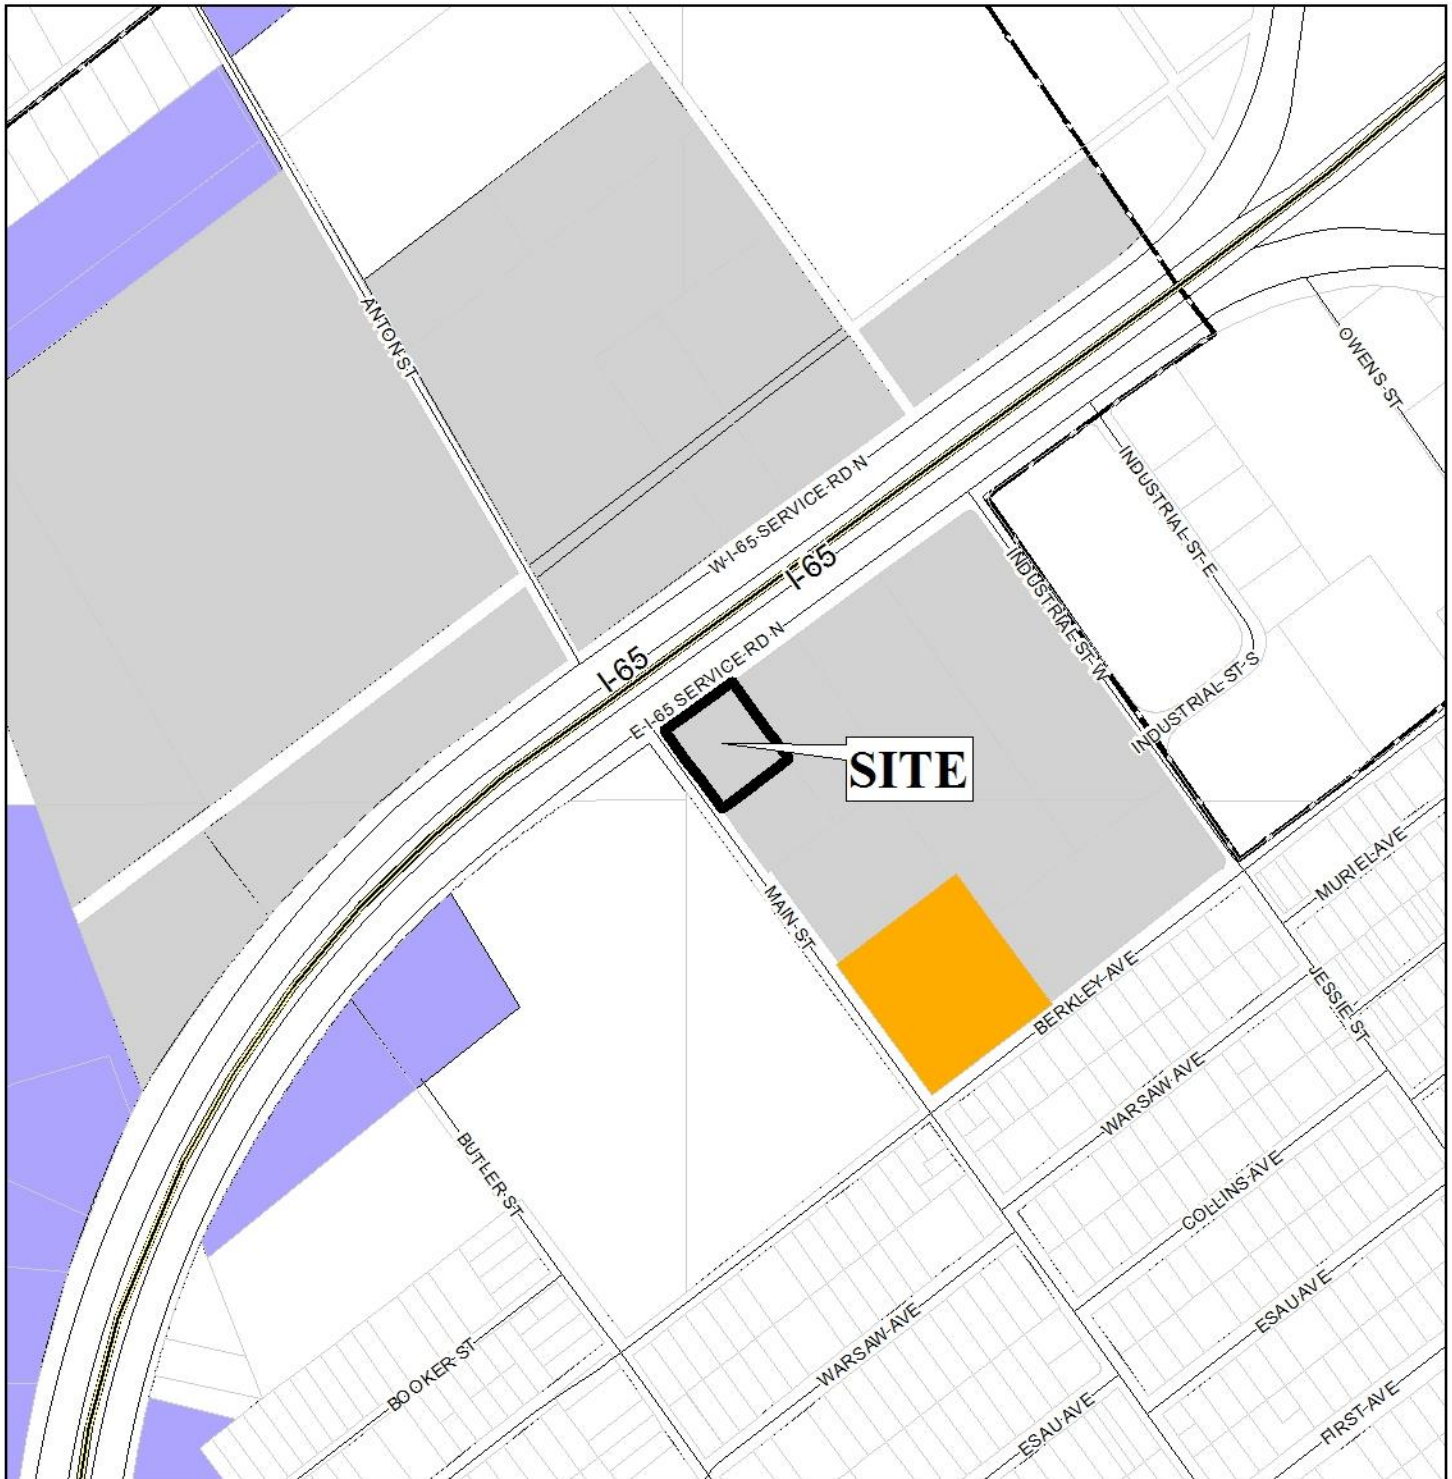 ANTON ST
OWENS ST
W I-65 SERVICE RD N
INDUSTRIAL ST E
I-65
INDUSTRIAL ST W
E I-65 SERVICE RD N
I-65
INDUSTRIAL ST S
SITE
MURIEL AVE
MAIN ST
BERKLEY AVE
JESSIE ST
WARSAW AVE
BUTLER ST
COLLINS AVE
ESAU AVE
WARSAW AVE
BOOKER ST
ESAU AVE
FIRST AVE